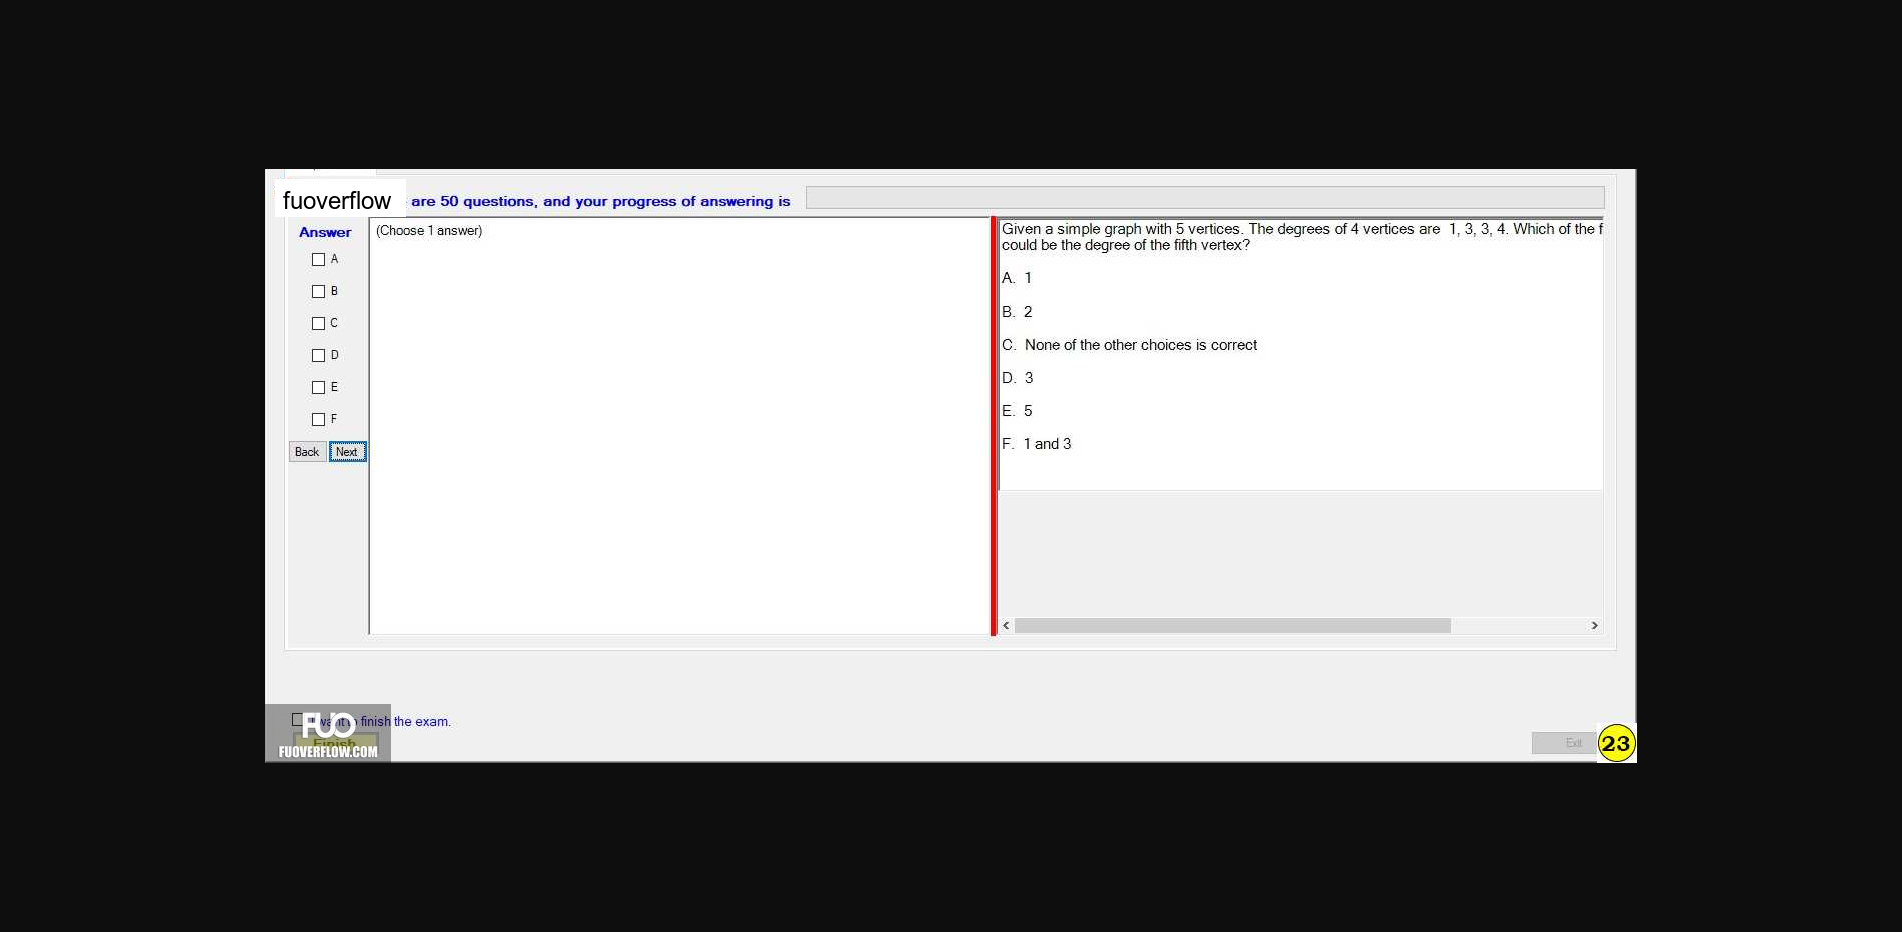 fuoverflow are 50 questions, and your progress of answering is
Answer
(Choose 1 answer)
A
B
C
D
E
F
Back Next
Given a simple graph with 5 vertices. The degrees of 4 vertices are 1, 3, 3, 4. Which of the f
could be the degree of the fifth vertex?
A. 1
B. 2
C. None of the other choices is correct
D. 3
E. 5
F. 1 and 3
I want to finish the exam.
Finish
FUO
FUOVERFLOW.COM
Exit
23